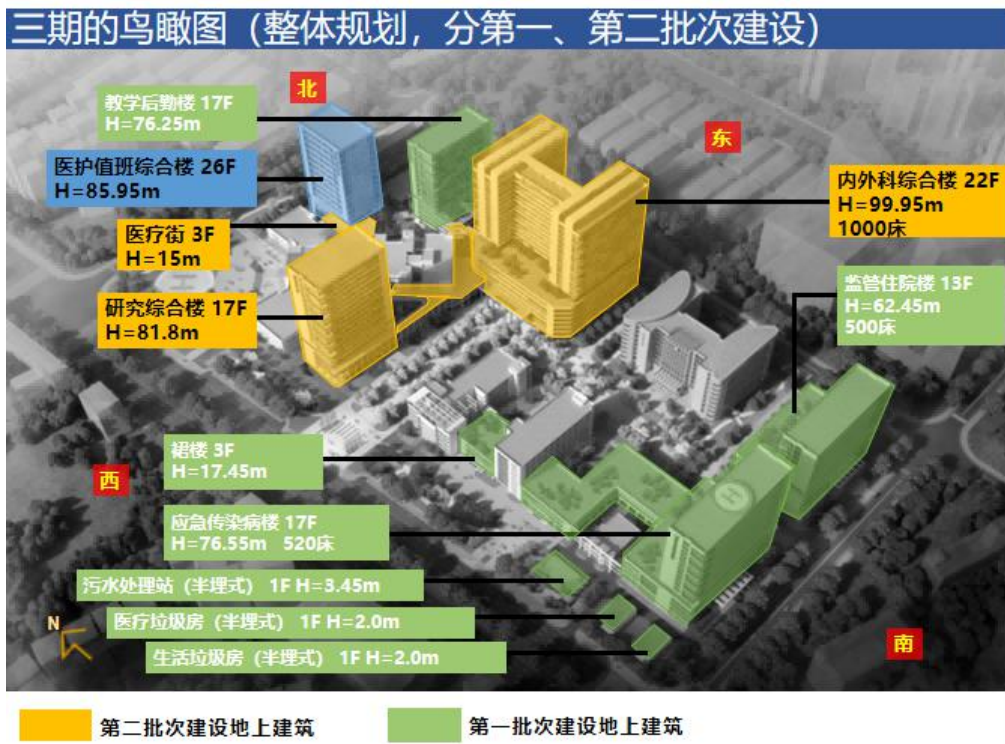 三期的鸟瞰图（整体规划，分第一、第二批次建设）
北
教学后勤楼 17F
H=76.25m
东
医护值班综合楼 26F
H=85.95m
内外科综合楼 22F
H=99.95m
1000床
医疗街 3F
H=15m
监管住院楼 13F
H=62.45m
500床
研究综合楼 17F
H=81.8m
裙楼 3F
H=17.45m
西
应急传染病楼 17F
H=76.55m 520床
污水处理站（半埋式） 1F H=3.45m
医疗垃圾房（半埋式） 1F H=2.0m
N
生活垃圾房（半埋式） 1F H=2.0m
南
H
第二批次建设地上建筑
第一批次建设地上建筑